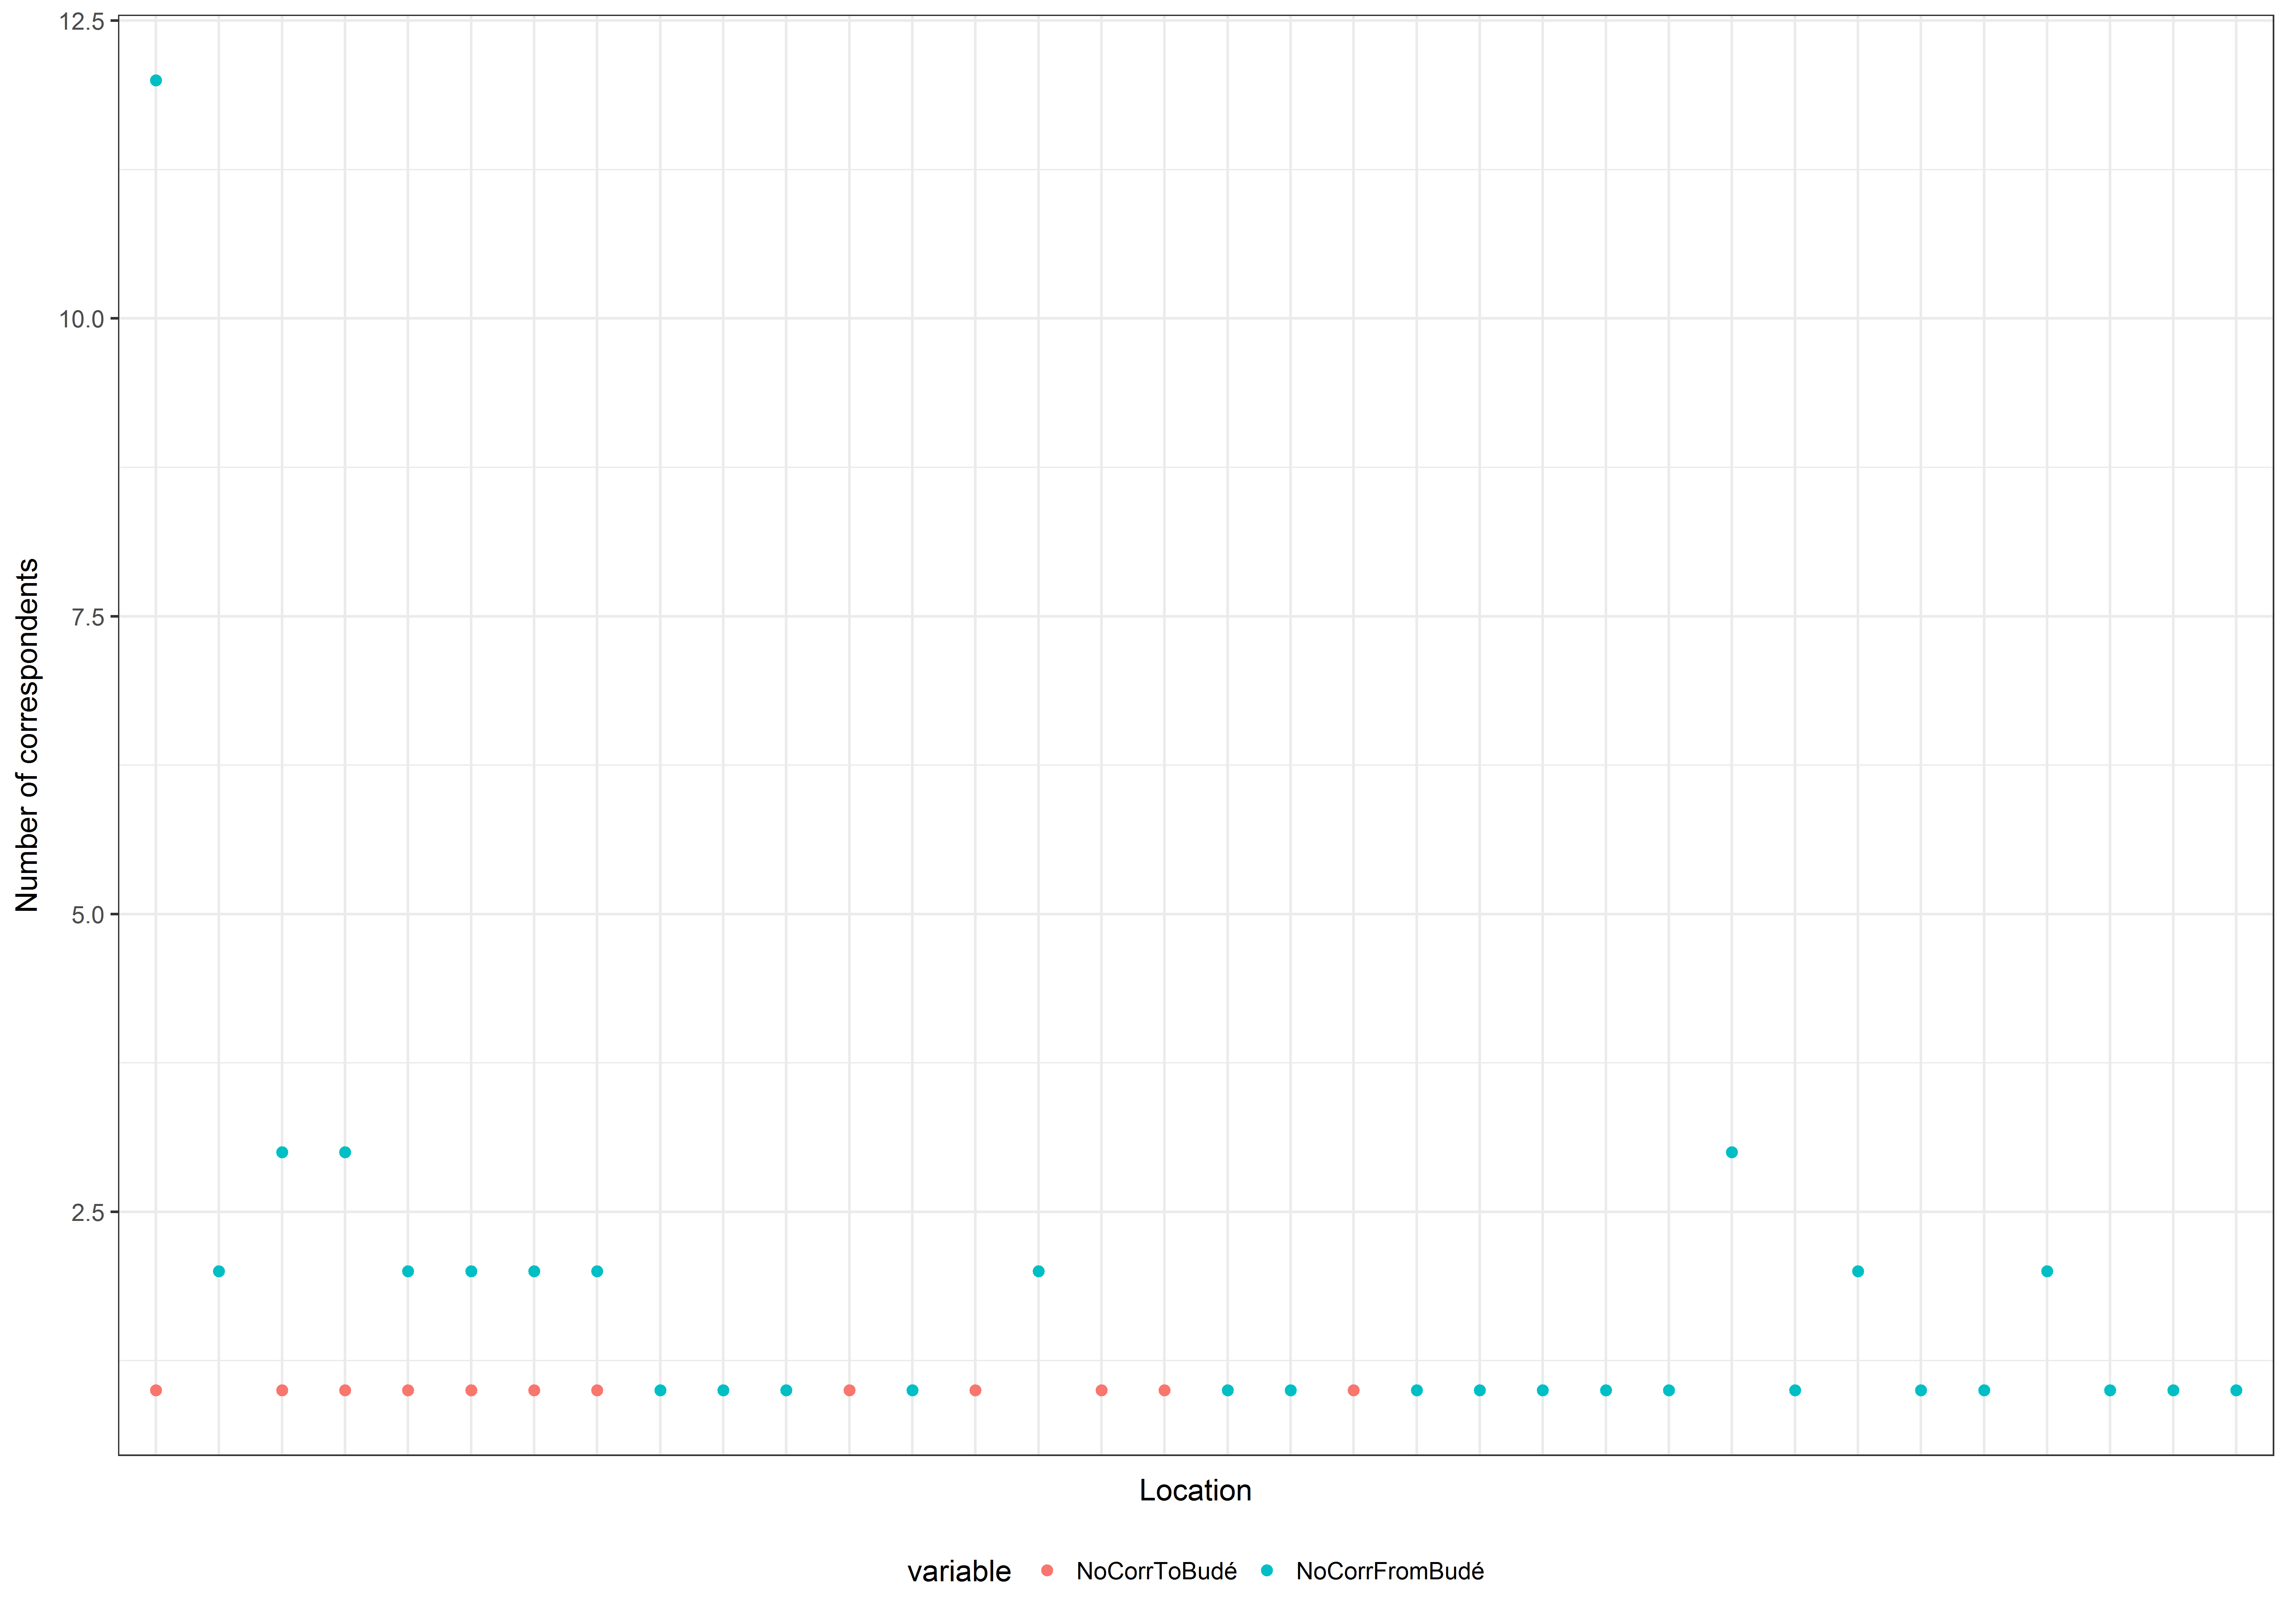 12.5
10.0
7.5
5.0
2.5
Number of correspondents
Location
variable NoCorrToBudé NoCorrFromBudé